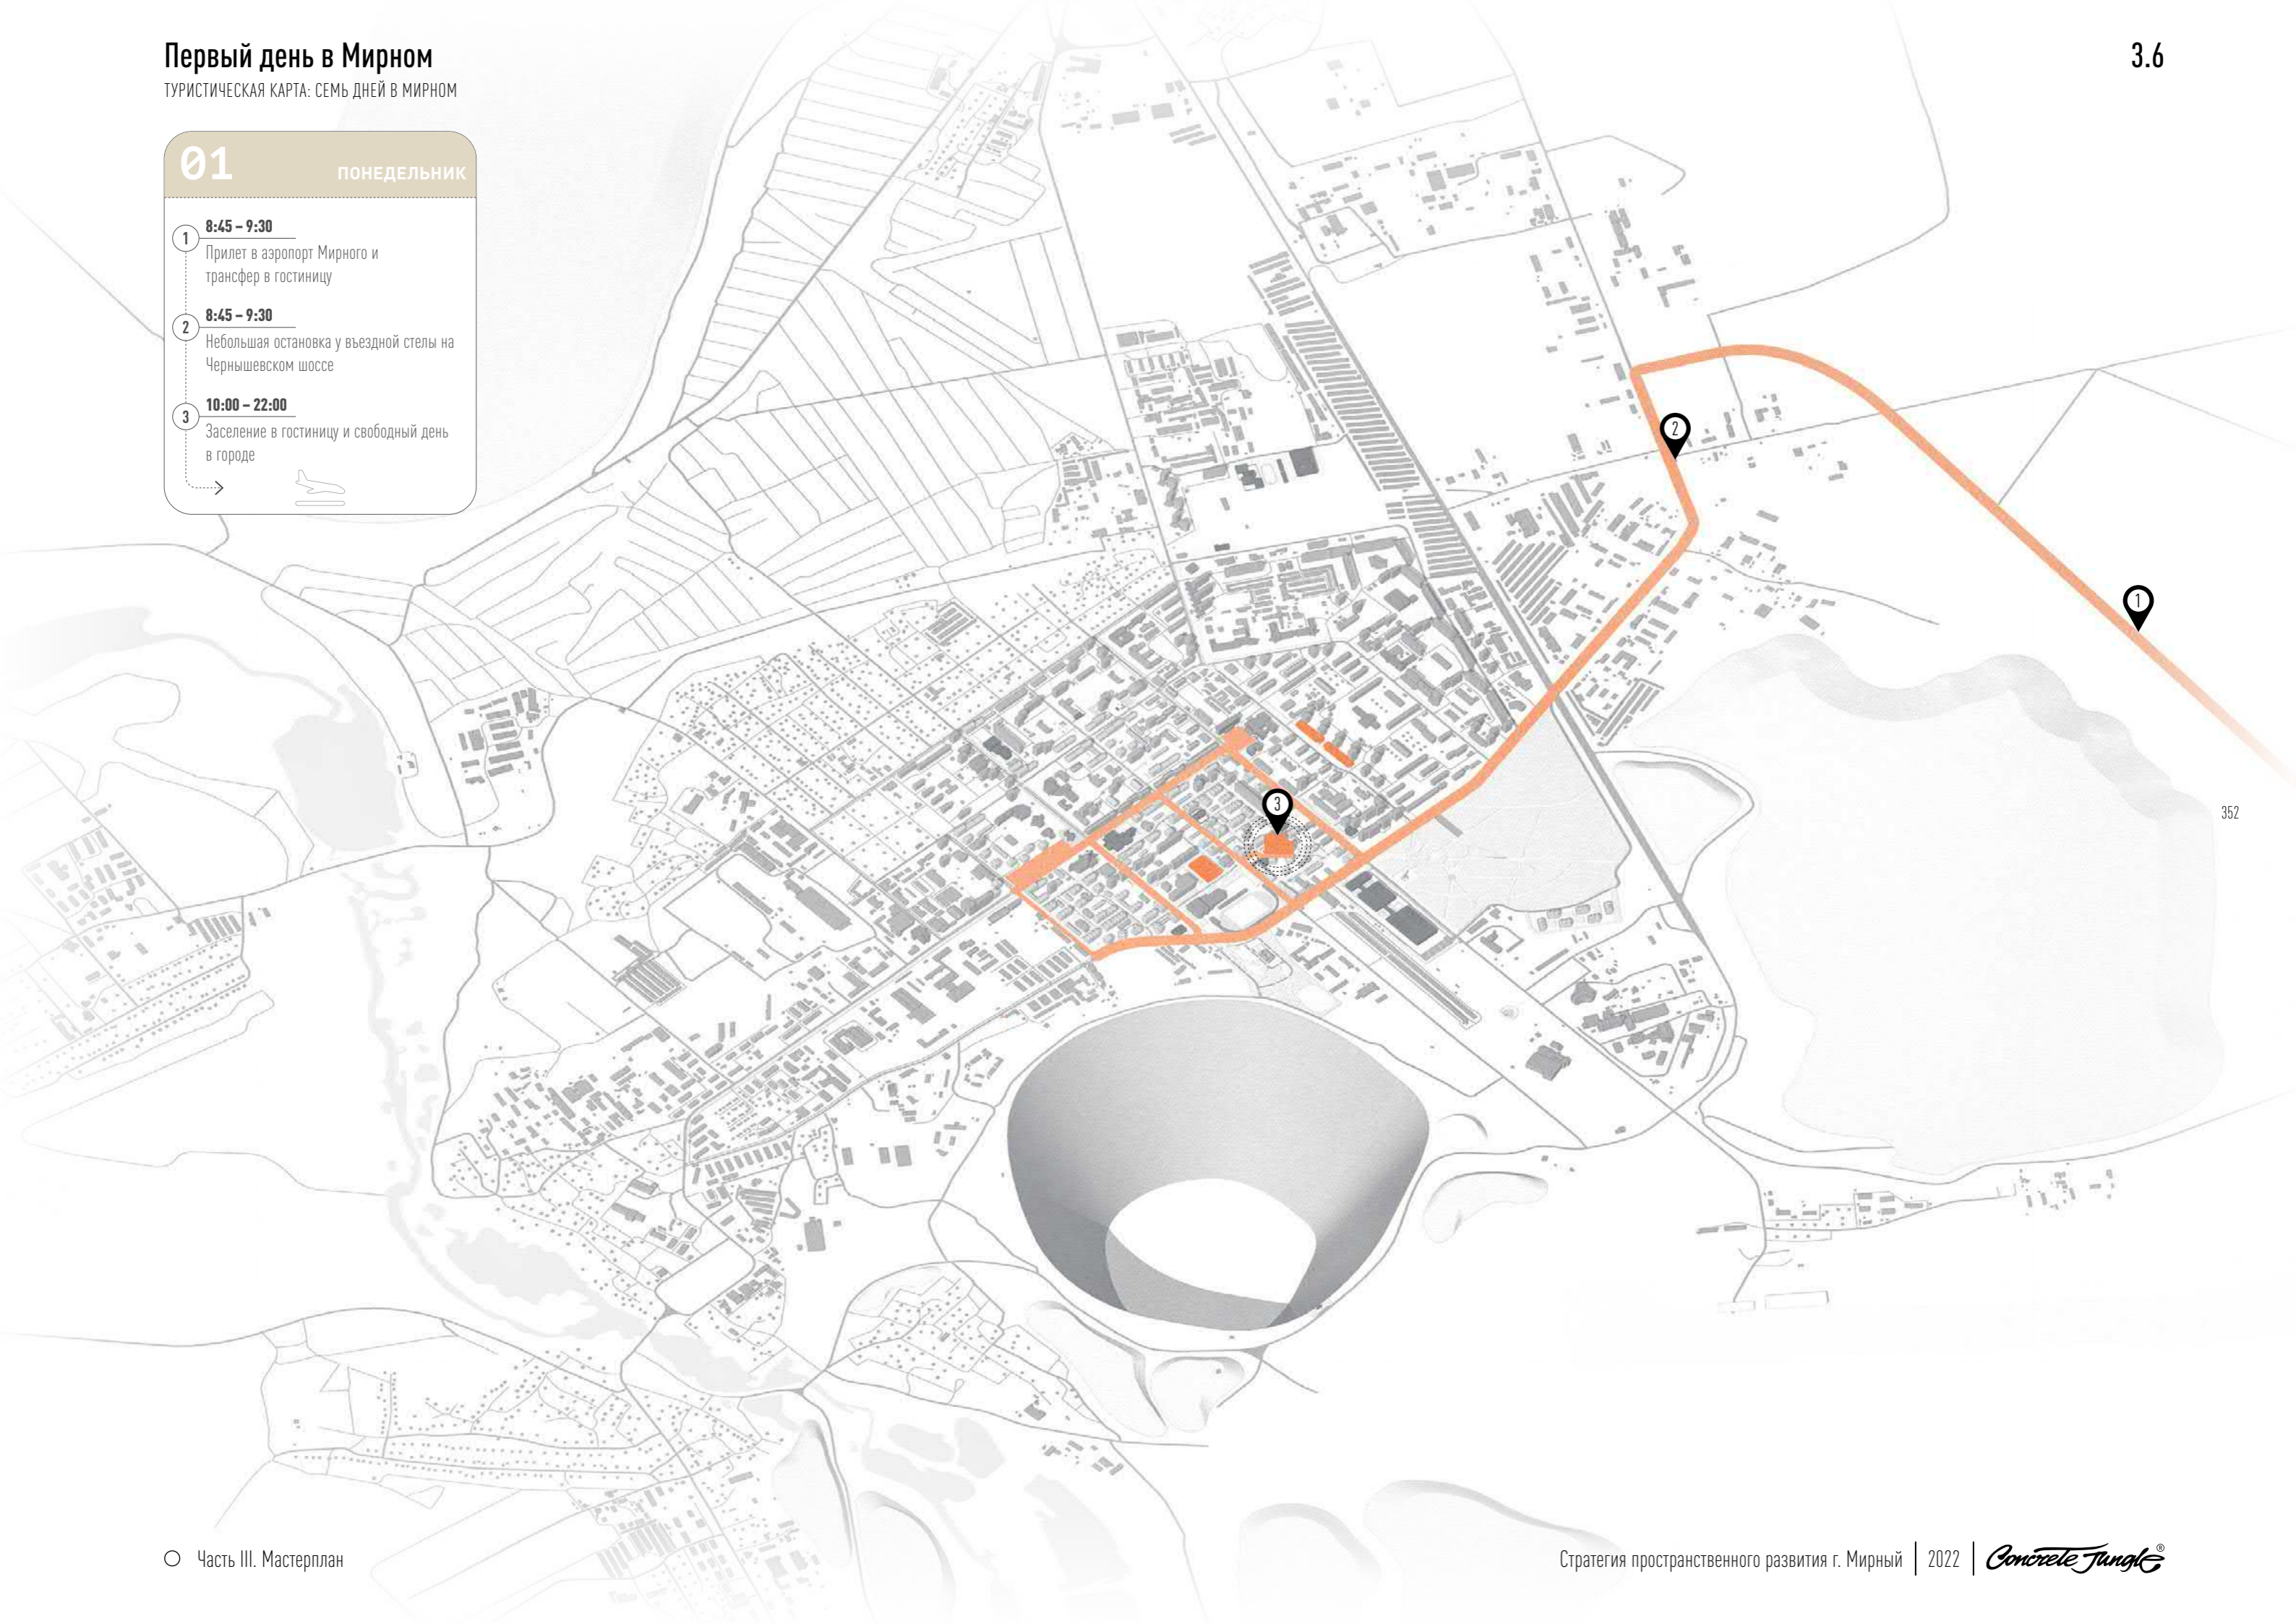 Первый день в Мирном
ТУРИСТИЧЕСКАЯ КАРТА: СЕМЬ ДНЕЙ В МИРНОМ
3.6
01
ПОНЕДЕЛЬНИК
1
8:45 – 9:30
Прилет в аэропорт Мирного и
трансфер в гостиницу
2
8:45 – 9:30
Небольшая остановка у въездной стелы на
Чернышевском шоссе
3
10:00 – 22:00
Заселение в гостиницу и свободный день
в городе
2
1
3
352
Часть III. Мастерплан
Стратегия пространственного развития г. Мирный | 2022 | Concrete Jungle®